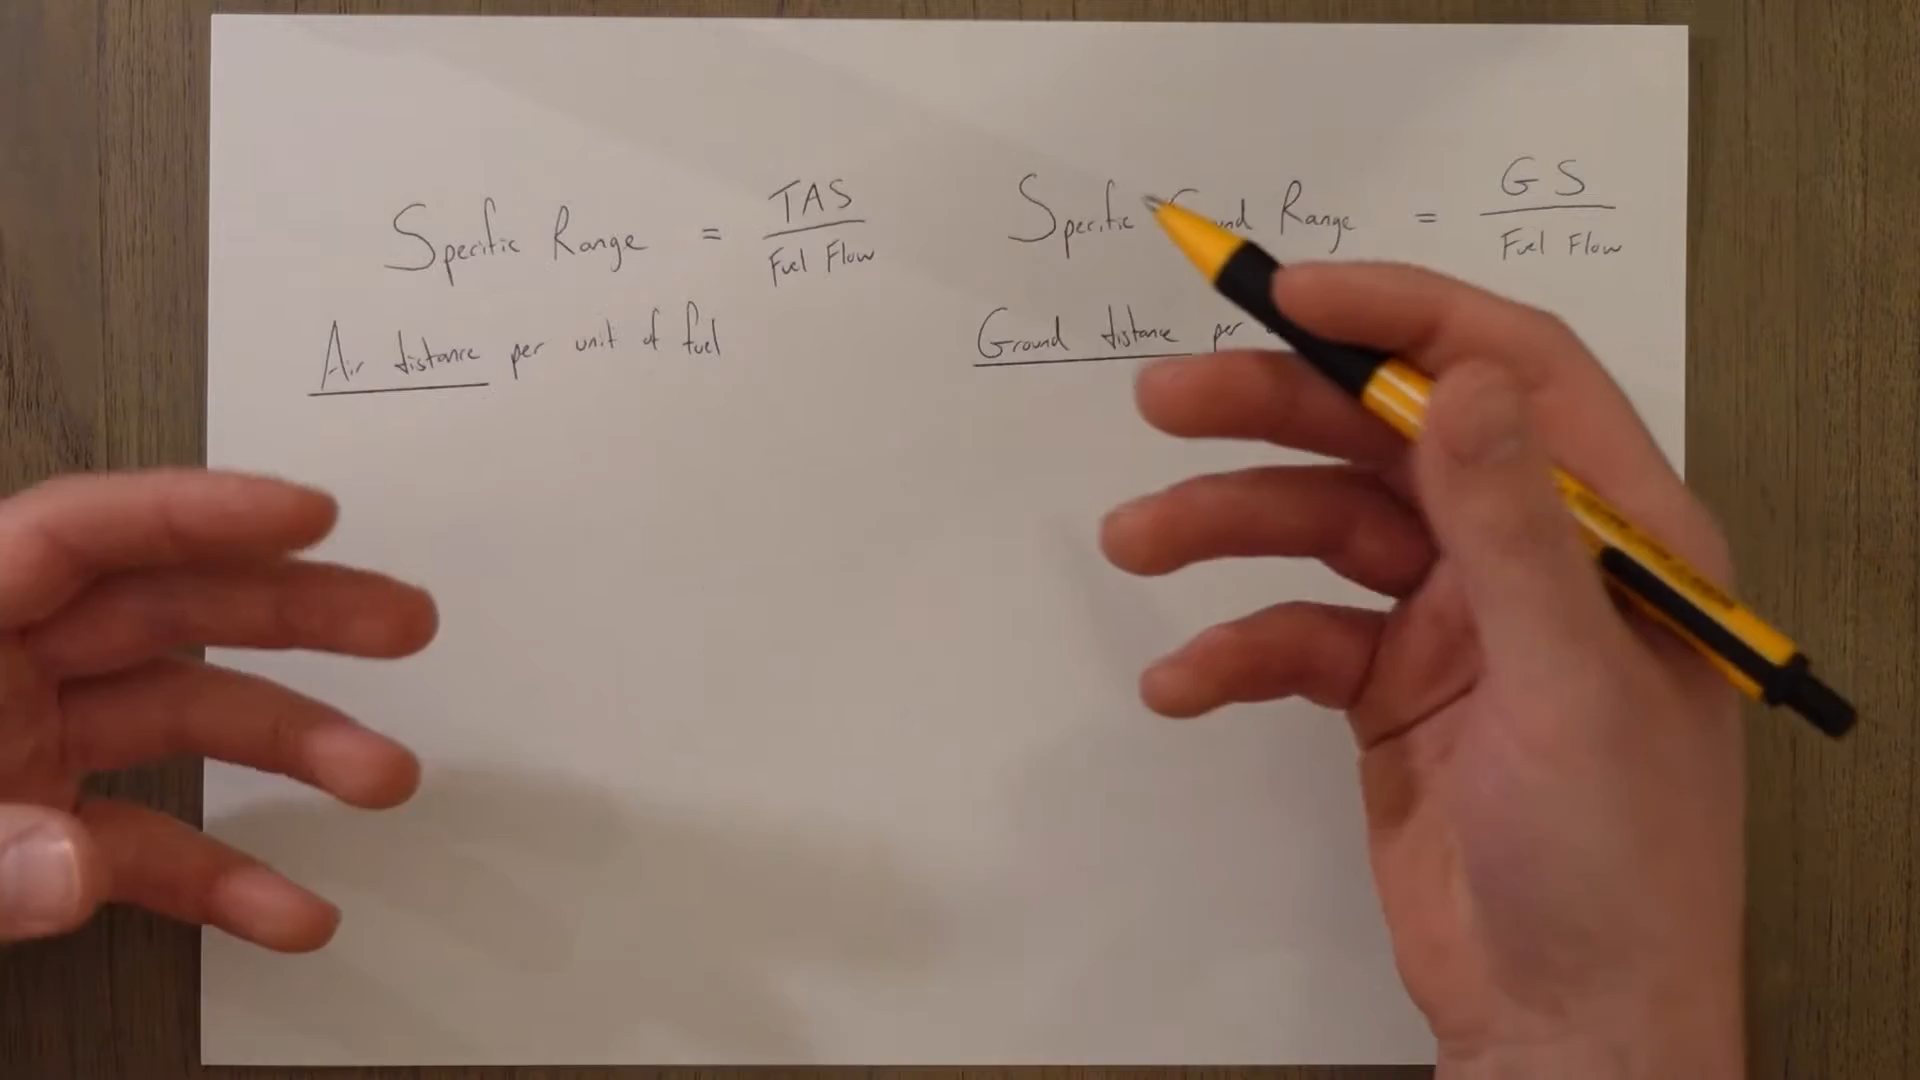 Specific Range = TAS
Fuel Flow
Air distance per unit of fuel
Specific Range = GS
Fuel Flow
Ground distance per